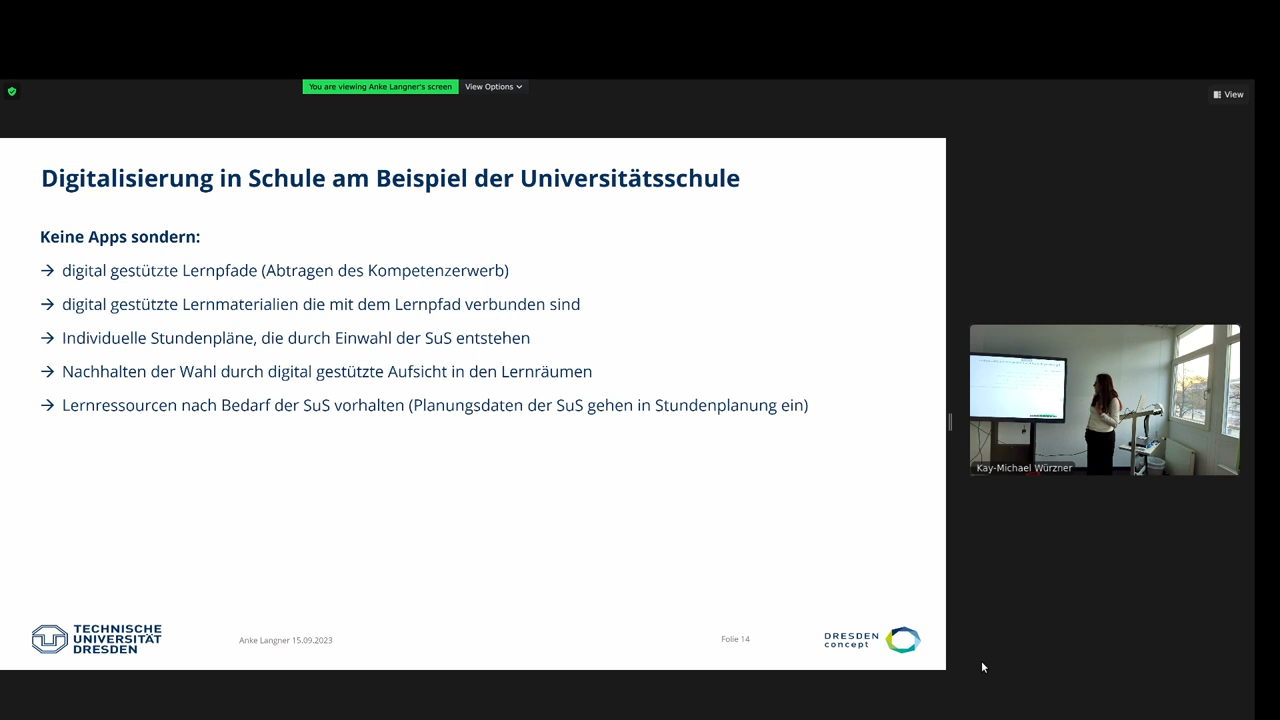 You are viewing Anke Langner's screen
View Options
View
Digitalisierung in Schule am Beispiel der Universitätsschule
Keine Apps sondern:
→ digital gestützte Lernpfade (Abtragen des Kompetenzerwerb)
→ digital gestützte Lernmaterialien die mit dem Lernpfad verbunden sind
→ Individuelle Stundenpläne, die durch Einwahl der SuS entstehen
→ Nachhalten der Wahl durch digital gestützte Aufsicht in den Lernräumen
→ Lernressourcen nach Bedarf der SuS vorhalten (Planungsdaten der SuS gehen in Stundenplanung ein)
Kay-Michael Würzner
TECHNISCHE
UNIVERSITÄT
DRESDEN
Anke Langner 15.09.2023
Folie 14
DRESDEN
concept